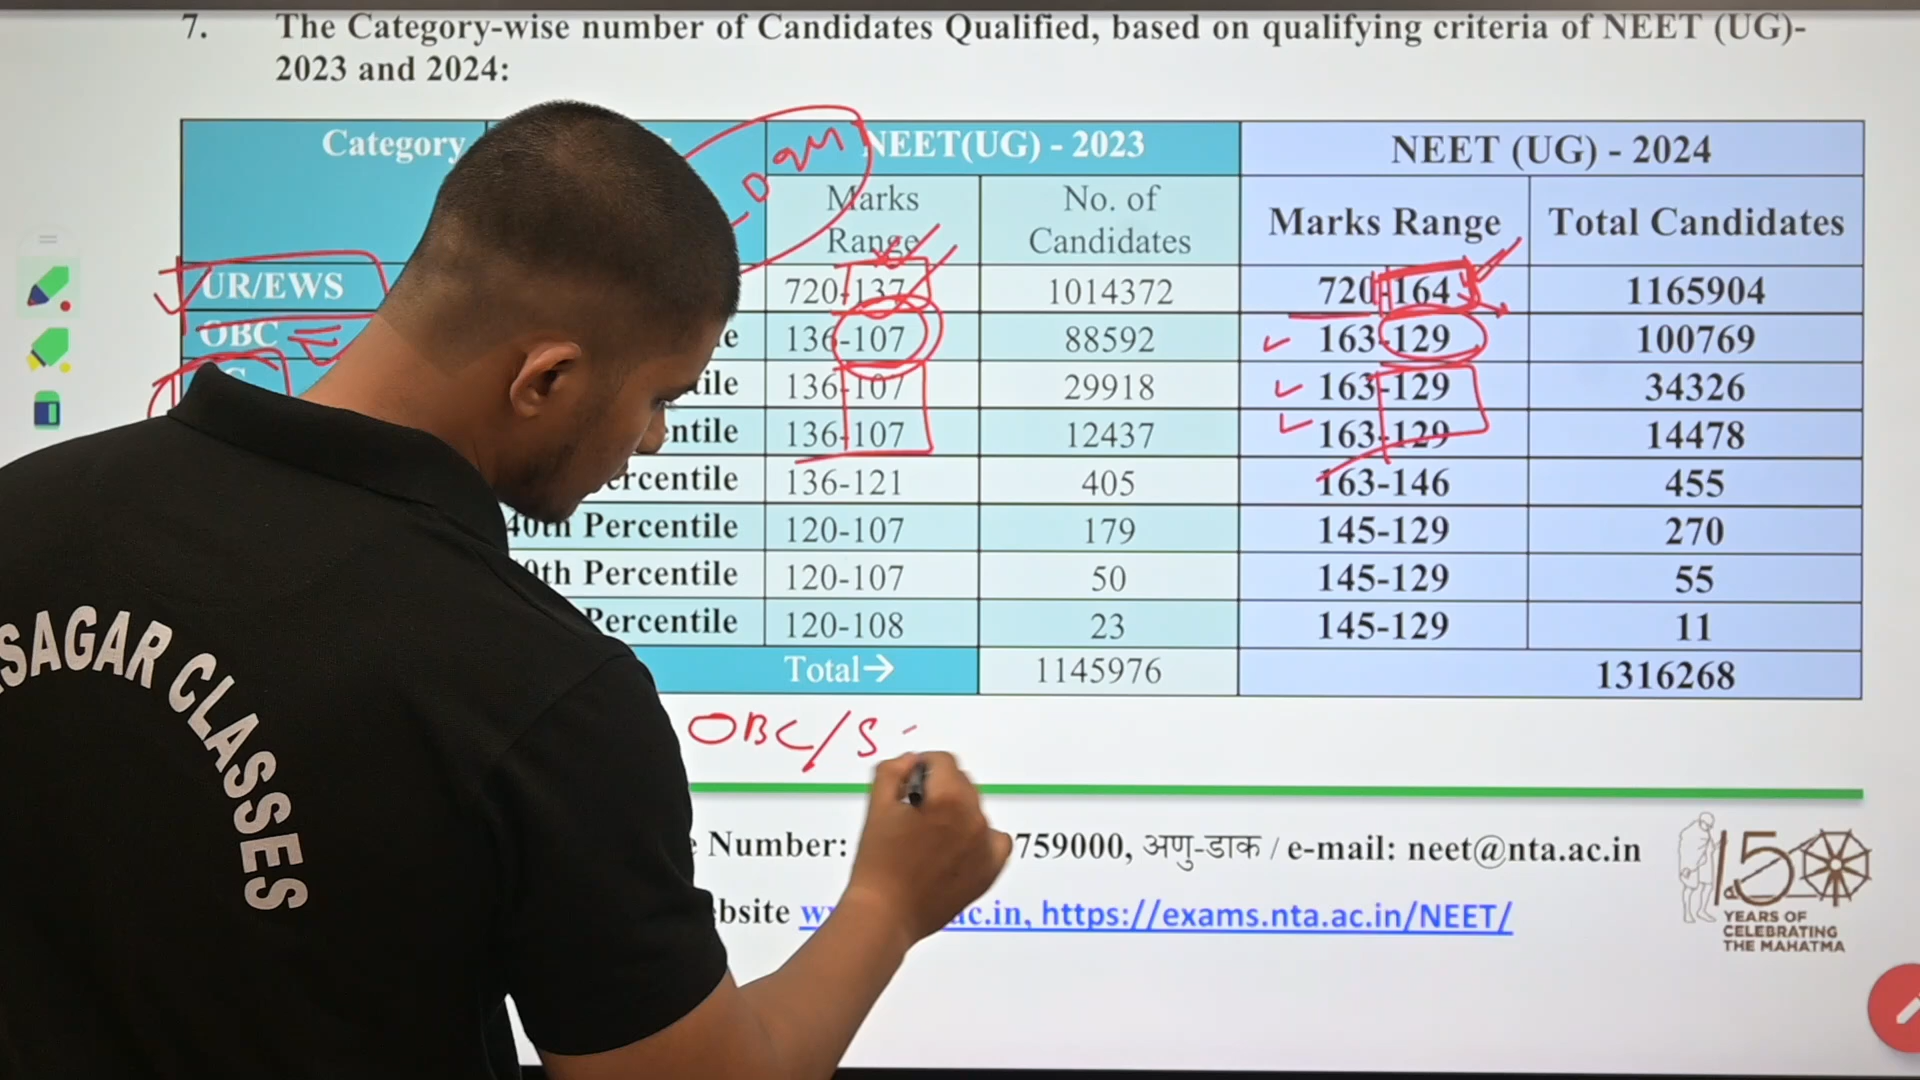 7. The Category-wise number of Candidates Qualified, based on qualifying criteria of NEET (UG)-
2023 and 2024:
Category NEET(UG) - 2023 NEET (UG) - 2024
Marks Range No. of Candidates Marks Range Total Candidates
UR/EWS 720-137 1014372 720-164 1165904
OBC 136-107 88592 163-129 100769
136-107 29918 163-129 34326
136-107 12437 163-129 14478
136-121 405 163-146 455
40th Percentile 120-107 179 145-129 270
Percentile 120-107 50 145-129 55
Percentile 120-108 23 145-129 11
Total→ 1145976 1316268
OBC/S
Number: 759000, अणु-डाक / e-mail: neet@nta.ac.in
ac.in, https://exams.nta.ac.in/NEET/
150
YEARS OF
CELEBRATING
THE MAHATMA
SAGAR CLASSES